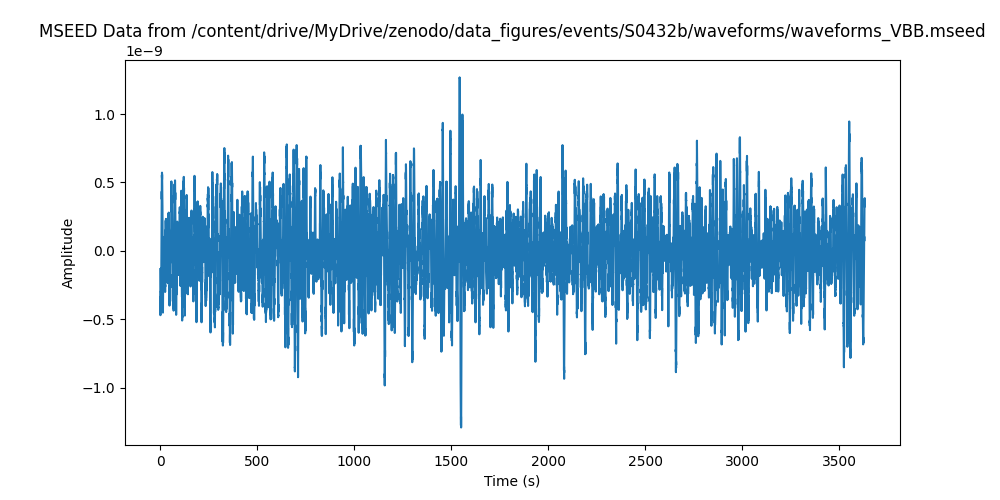 MSEED Data from /content/drive/MyDrive/zenodo/data_figures/events/S0432b/waveforms/waveforms_VBB.mseed
1e−9
1.0
0.5
0.0
−0.5
−1.0
Amplitude
0 500 1000 1500 2000 2500 3000 3500
Time (s)